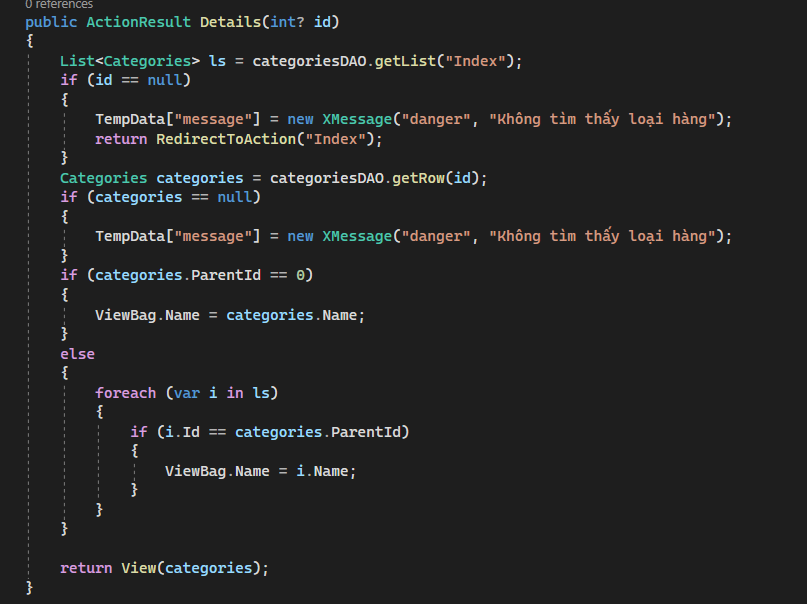 0 references
public ActionResult Details(int? id)
{
    List<Categories> ls = categoriesDAO.getList("Index");
    if (id == null)
    {
        TempData["message"] = new XMessage("danger", "Không tìm thấy loại hàng");
        return RedirectToAction("Index");
    }
    Categories categories = categoriesDAO.getRow(id);
    if (categories == null)
    {
        TempData["message"] = new XMessage("danger", "Không tìm thấy loại hàng");
    }
    if (categories.ParentId == 0)
    {
        ViewBag.Name = categories.Name;
    }
    else
    {
        foreach (var i in ls)
        {
            if (i.Id == categories.ParentId)
            {
                ViewBag.Name = i.Name;
            }
        }
    }
    return View(categories);
}